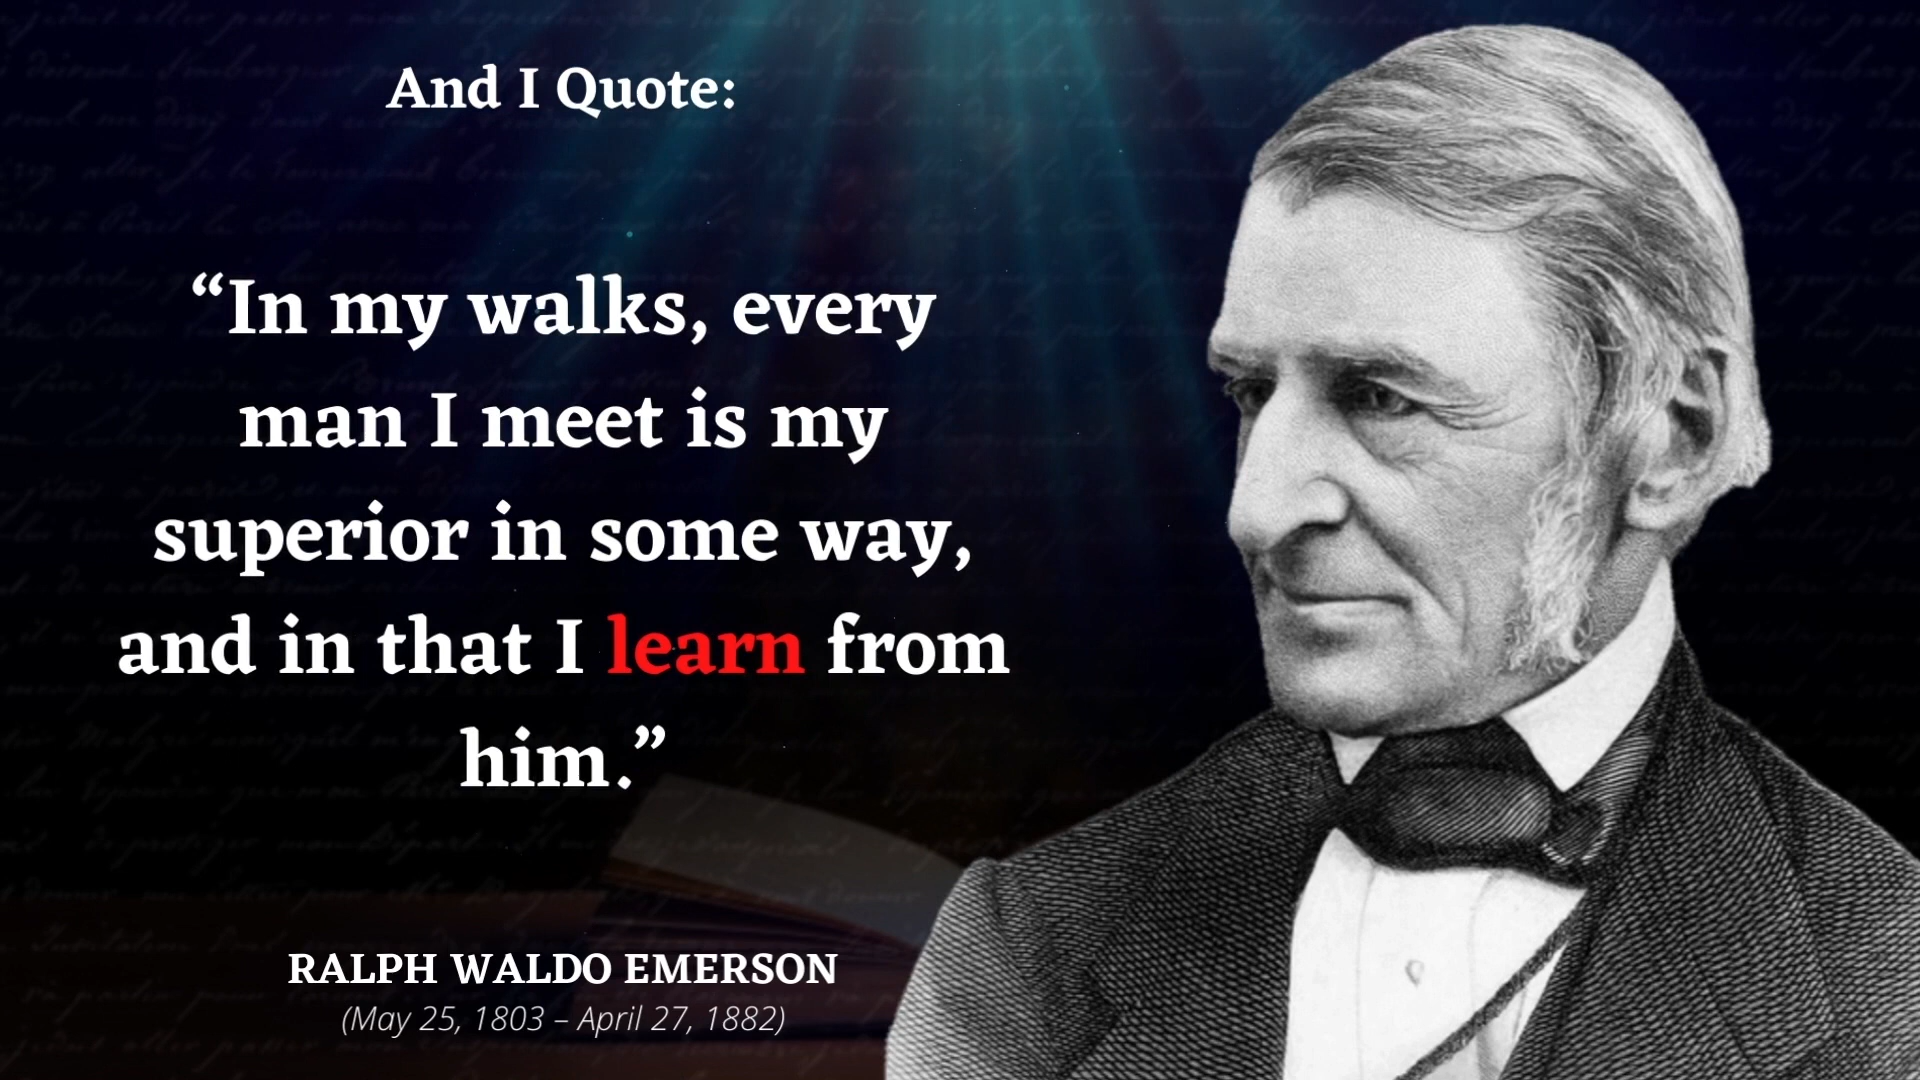 And I Quote:
“In my walks, every
man I meet is my
superior in some way,
and in that I learn from
him.”
RALPH WALDO EMERSON
(May 25, 1803 – April 27, 1882)